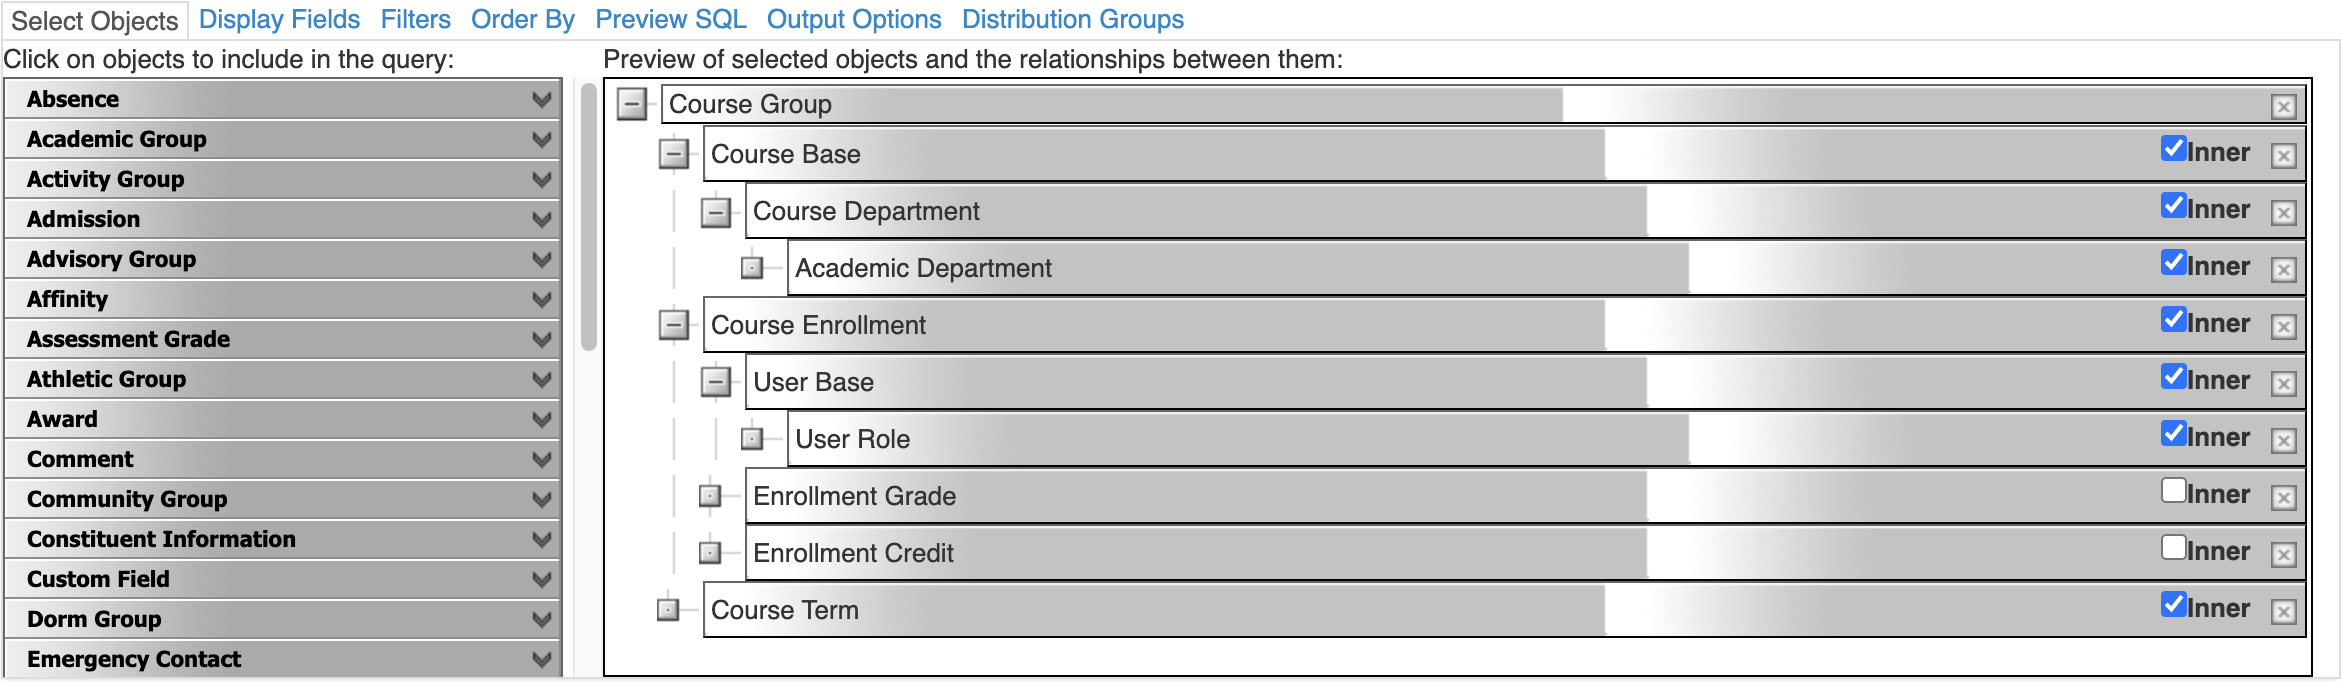 Select Objects Display Fields Filters Order By Preview SQL Output Options Distribution Groups
Click on objects to include in the query:
Absence
Academic Group
Activity Group
Admission
Advisory Group
Affinity
Assessment Grade
Athletic Group
Award
Comment
Community Group
Constituent Information
Custom Field
Dorm Group
Emergency Contact
Preview of selected objects and the relationships between them:
Course Group
Course Base Inner
Course Department Inner
Academic Department Inner
Course Enrollment Inner
User Base Inner
User Role Inner
Enrollment Grade Inner
Enrollment Credit Inner
Course Term Inner